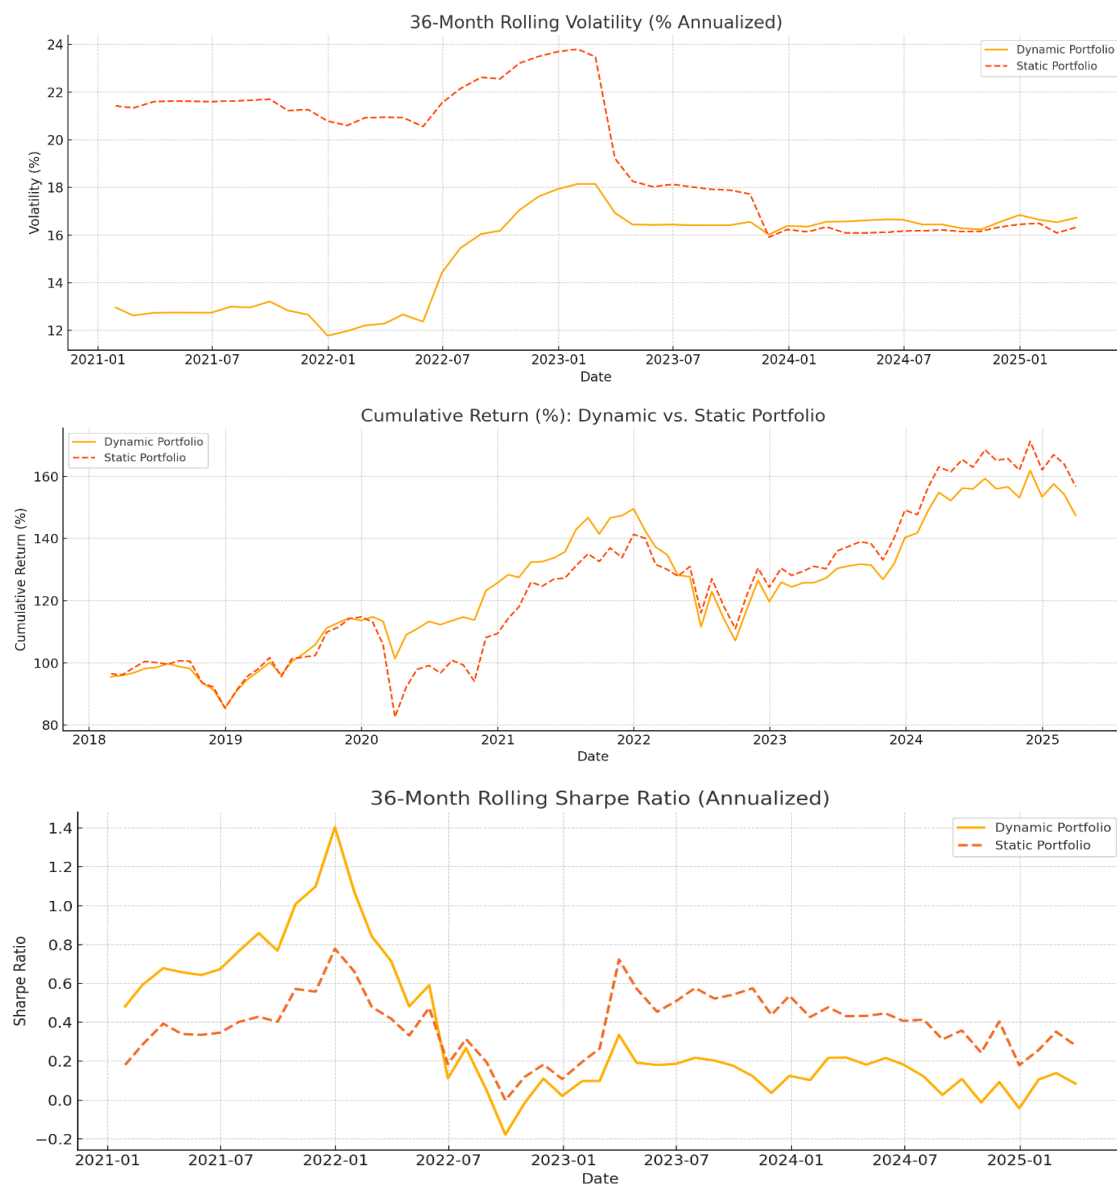 36-Month Rolling Volatility (% Annualized)
Dynamic Portfolio
Static Portfolio
Volatility (%)
24
22
20
18
16
14
12
2021-01 2021-07 2022-01 2022-07 2023-01 2023-07 2024-01 2024-07 2025-01
Date
Cumulative Return (%): Dynamic vs. Static Portfolio
Dynamic Portfolio
Static Portfolio
Cumulative Return (%)
160
140
120
100
80
2018 2019 2020 2021 2022 2023 2024 2025
Date
36-Month Rolling Sharpe Ratio (Annualized)
Dynamic Portfolio
Static Portfolio
Sharpe Ratio
1.4
1.2
1.0
0.8
0.6
0.4
0.2
0.0
−0.2
2021-01 2021-07 2022-01 2022-07 2023-01 2023-07 2024-01 2024-07 2025-01
Date